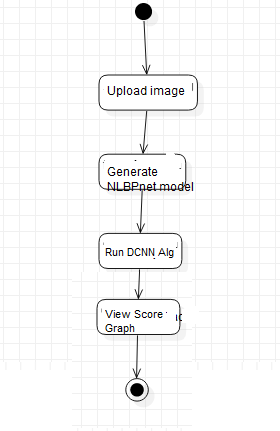 Upload image
Generate
NLBPnet model
Run DCNN Alg
View Score
Graph